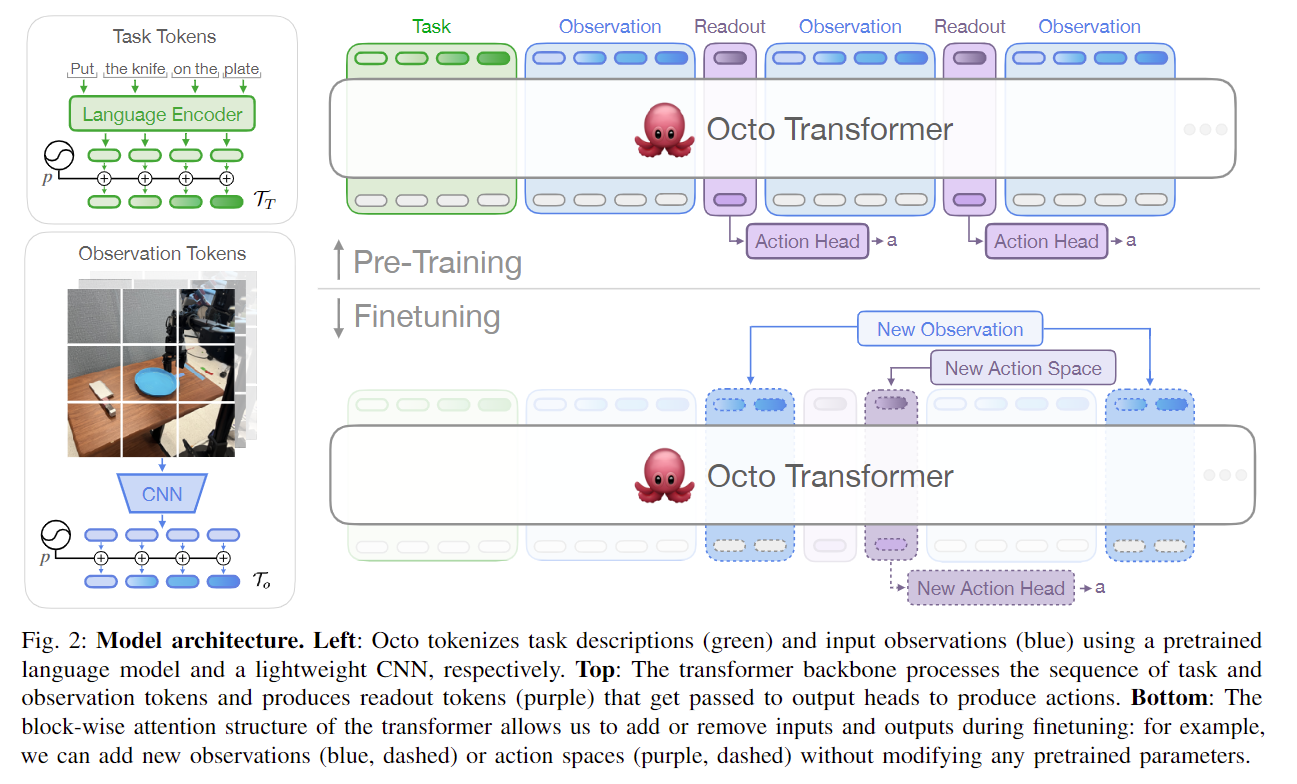 Task Tokens
Put the knife on the plate
Language Encoder
p
𝒯_T
Observation Tokens
CNN
p
𝒯_o
Task Observation Readout Observation Readout Observation
Octo Transformer
Action Head a Action Head a
Pre-Training
Finetuning
New Observation
New Action Space
Octo Transformer
New Action Head a
Fig. 2: Model architecture. Left: Octo tokenizes task descriptions (green) and input observations (blue) using a pretrained
language model and a lightweight CNN, respectively. Top: The transformer backbone processes the sequence of task and
observation tokens and produces readout tokens (purple) that get passed to output heads to produce actions. Bottom: The
block-wise attention structure of the transformer allows us to add or remove inputs and outputs during finetuning: for example,
we can add new observations (blue, dashed) or action spaces (purple, dashed) without modifying any pretrained parameters.